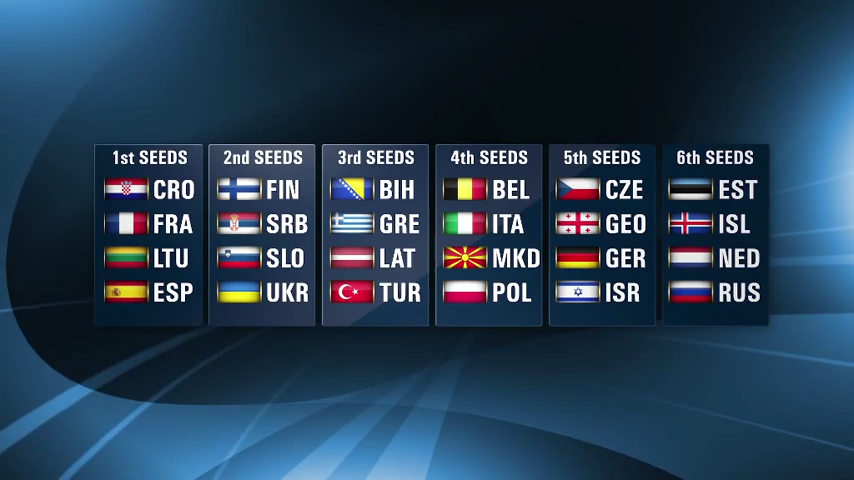 1st SEEDS 2nd SEEDS 3rd SEEDS 4th SEEDS 5th SEEDS 6th SEEDS
CRO FIN BIH BEL CZE EST
FRA SRB GRE ITA GEO ISL
LTU SLO LAT MKD GER NED
ESP UKR TUR POL ISR RUS